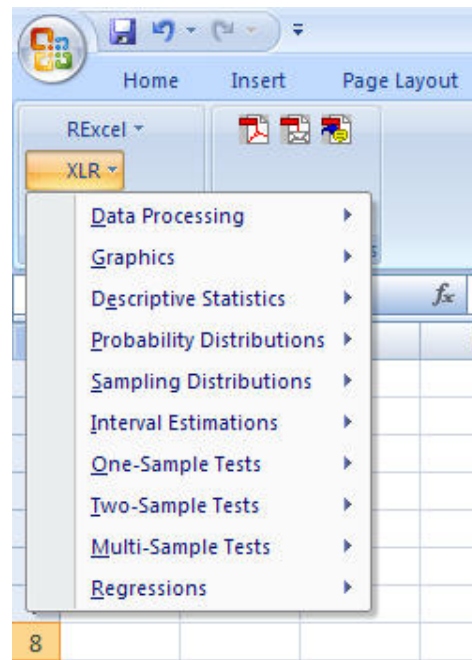 Home Insert Page Layout
RExcel
XLR
Data Processing
Graphics
Descriptive Statistics
fx
Probability Distributions
Sampling Distributions
Interval Estimations
One-Sample Tests
Two-Sample Tests
Multi-Sample Tests
Regressions
8